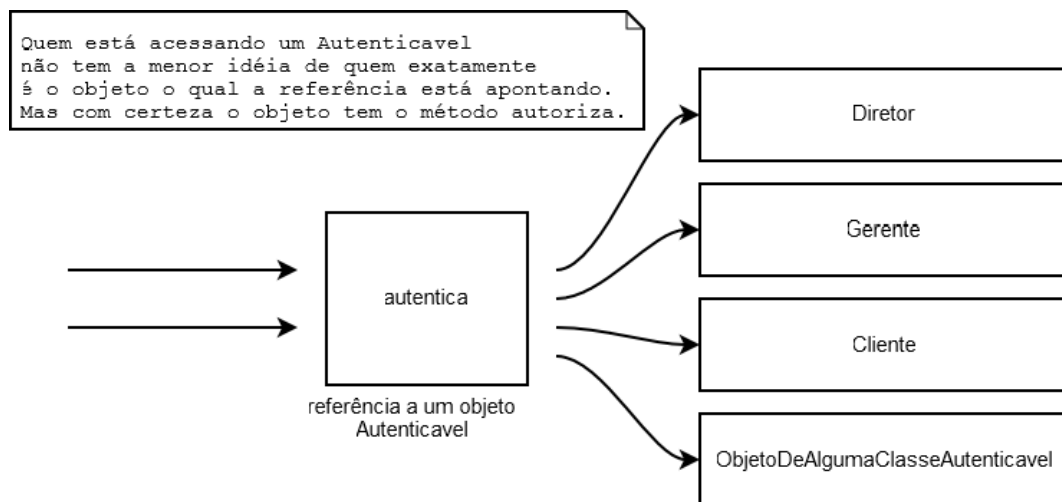 Quem está acessando um Autenticavel
não tem a menor idéia de quem exatamente
é o objeto o qual a referência está apontando.
Mas com certeza o objeto tem o método autoriza.
Diretor
Gerente
autentica
Cliente
referência a um objeto
Autenticavel
ObjetoDeAlgumaClasseAutenticavel